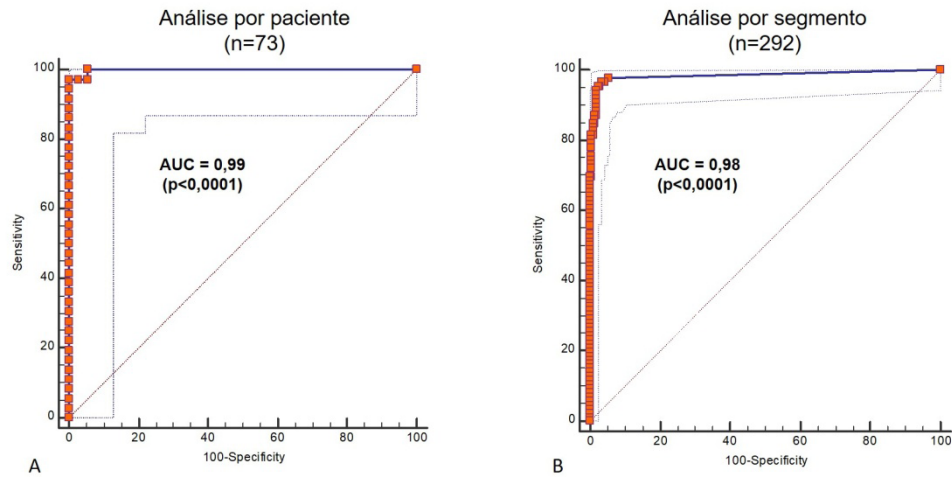 Análise por paciente
(n=73)
100
80
60
40
20
0
Sensitivity
AUC = 0,99
(p<0,0001)
0 20 40 60 80 100
100-Specificity
A
Análise por segmento
(n=292)
100
80
60
40
20
0
Sensitivity
AUC = 0,98
(p<0,0001)
0 20 40 60 80 100
100-Specificity
B